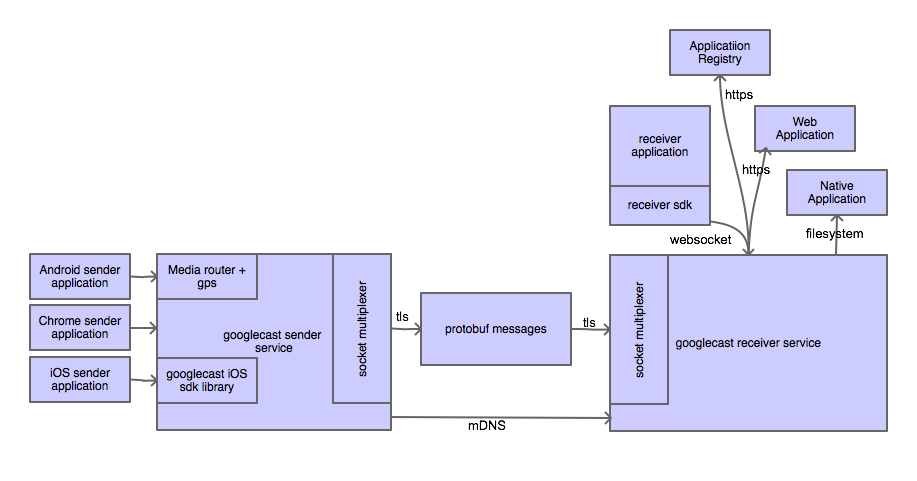 Applicatiion
Registry
https
Web
Application
receiver
application
https
Native
Application
receiver sdk
websocket
filesystem
Android sender
application
Media router +
gps
Chrome sender
application
googlecast sender
service
socket multiplexer
tls
protobuf messages
tls
socket multiplexer
googlecast receiver service
iOS sender
application
googlecast iOS
sdk library
mDNS